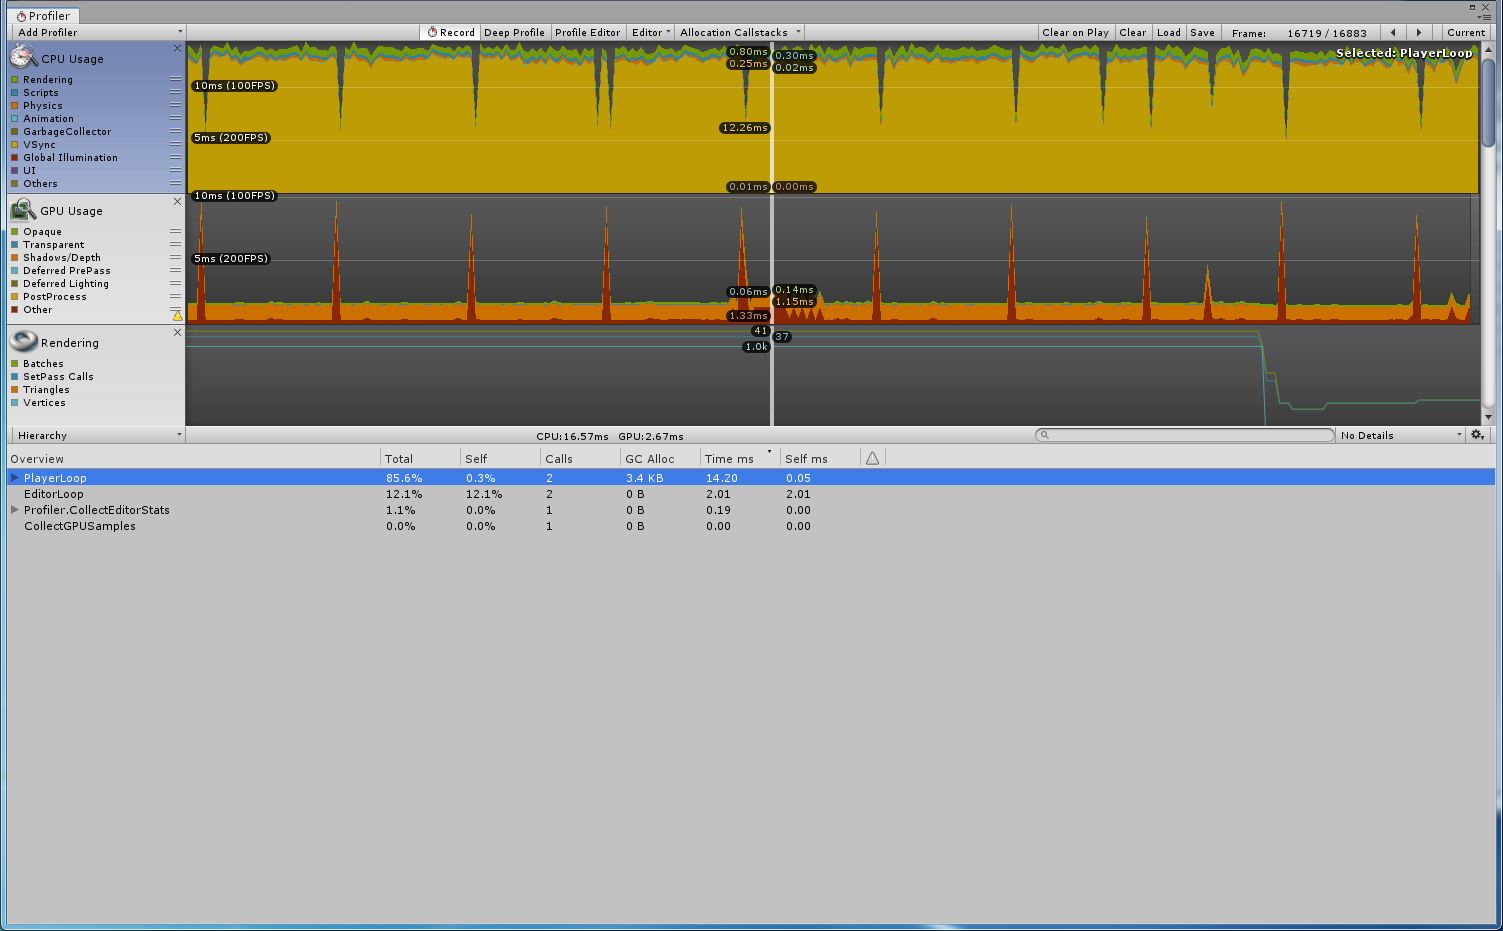 Profiler
Add Profiler
Record
Deep Profile
Profile Editor
Editor
Allocation Callstacks
Clear on Play
Clear
Load
Save
Frame:
16719 / 16883
Current
CPU Usage
Rendering
Scripts
Physics
Animation
GarbageCollector
VSync
Global Illumination
UI
Others
Selected: PlayerLoop
10ms (100FPS)
5ms (200FPS)
0.80ms
0.25ms
0.30ms
0.02ms
12.26ms
0.01ms
0.00ms
GPU Usage
Opaque
Transparent
Shadows/Depth
Deferred PrePass
Deferred Lighting
PostProcess
Other
10ms (100FPS)
5ms (200FPS)
0.06ms
0.14ms
1.15ms
1.33ms
Rendering
Batches
SetPass Calls
Triangles
Vertices
41
37
1.0k
Hierarchy
CPU:16.57ms GPU:2.67ms
No Details
Overview Total Self Calls GC Alloc Time ms Self ms
PlayerLoop 85.6% 0.3% 2 3.4 KB 14.20 0.05
EditorLoop 12.1% 12.1% 2 0 B 2.01 2.01
Profiler.CollectEditorStats 1.1% 0.0% 1 0 B 0.19 0.00
CollectGPUSamples 0.0% 0.0% 1 0 B 0.00 0.00